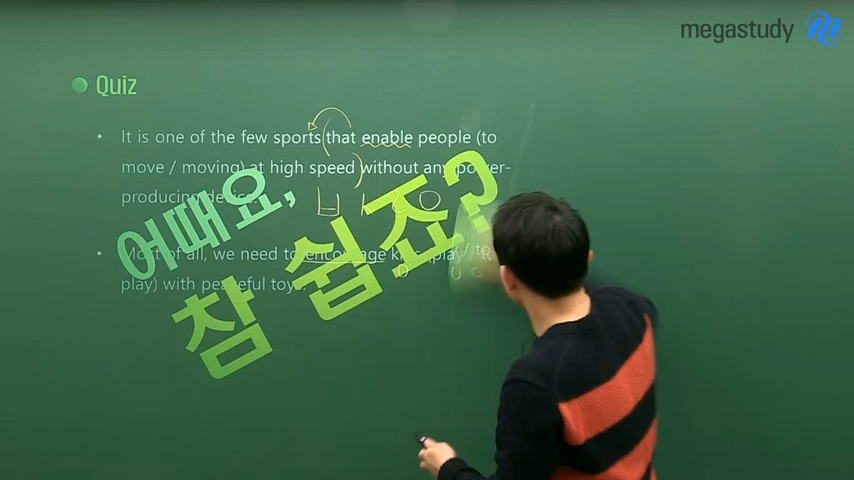 megastudy
Quiz
• It is one of the few sports that enable people (to
move / moving) at high speed without any power-
producing
• Most of all, we need to encourage (play / to
play) with peaceful toys.
어때요,
참 쉽죠?